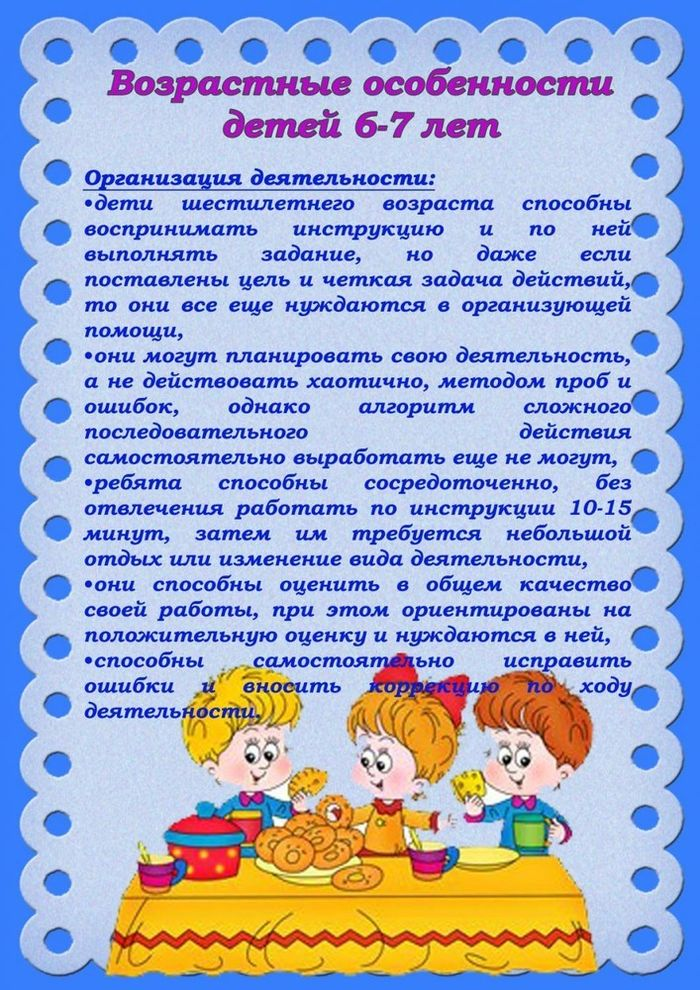 Возрастные особенности
детей 6-7 лет
Организация деятельности:
•дети шестилетнего возраста способны
воспринимать инструкцию и по ней
выполнять задание, но даже если
поставлены цель и четкая задача действий,
то они все еще нуждаются в организующей
помощи,
•они могут планировать свою деятельность,
а не действовать хаотично, методом проб и
ошибок, однако алгоритм сложного
последовательного действия
самостоятельно выработать еще не могут,
•ребята способны сосредоточенно, без
отвлечения работать по инструкции 10-15
минут, затем им требуется небольшой
отдых или изменение вида деятельности,
•они способны оценить в общем качество
своей работы, при этом ориентированы на
положительную оценку и нуждаются в ней,
•способны самостоятельно исправить
ошибки и вносить коррекцию по ходу
деятельности.